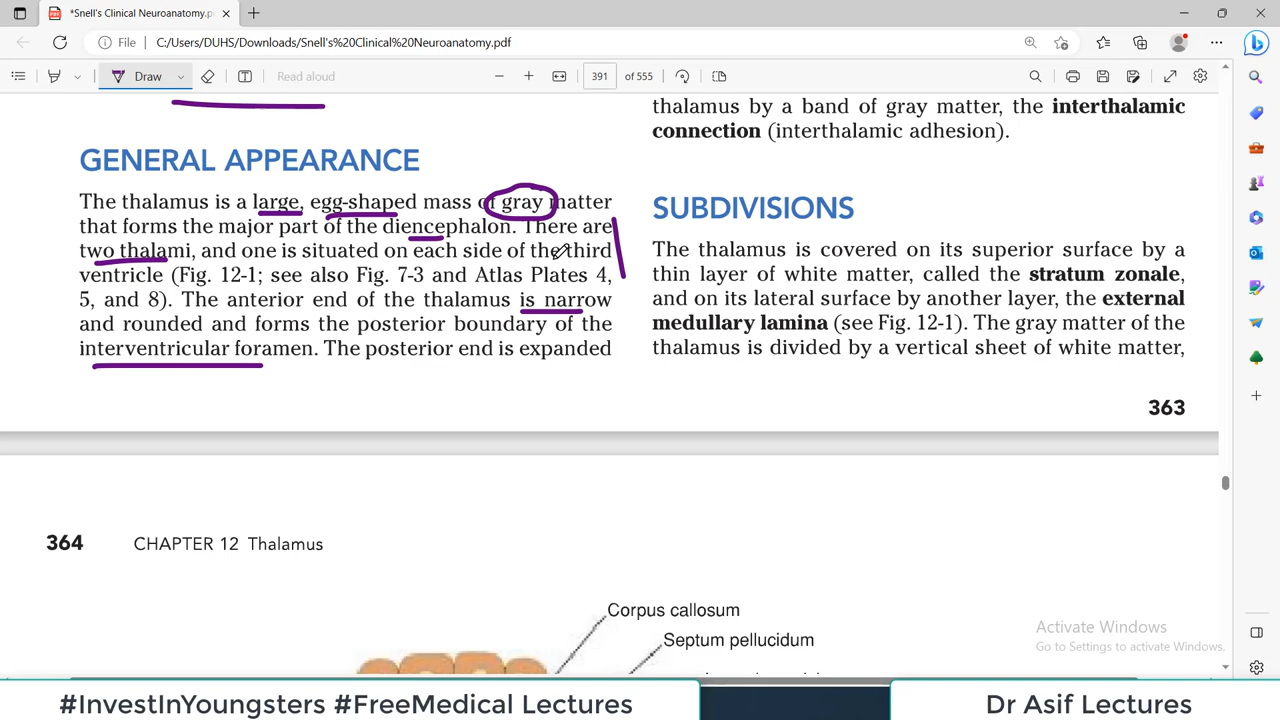 *Snell's Clinical Neuroanatomy.p
File
C:/Users/DUHS/Downloads/Snell's%20Clinical%20Neuroanatomy.pdf
Draw
Read aloud
391
of 555
GENERAL APPEARANCE
The thalamus is a large, egg-shaped mass of gray matter
that forms the major part of the diencephalon. There are
two thalami, and one is situated on each side of the third
ventricle (Fig. 12-1; see also Fig. 7-3 and Atlas Plates 4,
5, and 8). The anterior end of the thalamus is narrow
and rounded and forms the posterior boundary of the
interventricular foramen. The posterior end is expanded
thalamus by a band of gray matter, the interthalamic
connection (interthalamic adhesion).
SUBDIVISIONS
The thalamus is covered on its superior surface by a
thin layer of white matter, called the stratum zonale,
and on its lateral surface by another layer, the external
medullary lamina (see Fig. 12-1). The gray matter of the
thalamus is divided by a vertical sheet of white matter,
363
364
CHAPTER 12 Thalamus
Corpus callosum
Septum pellucidum
Activate Windows
Go to Settings to activate Windows.
#InvestInYoungsters #FreeMedical Lectures
Dr Asif Lectures